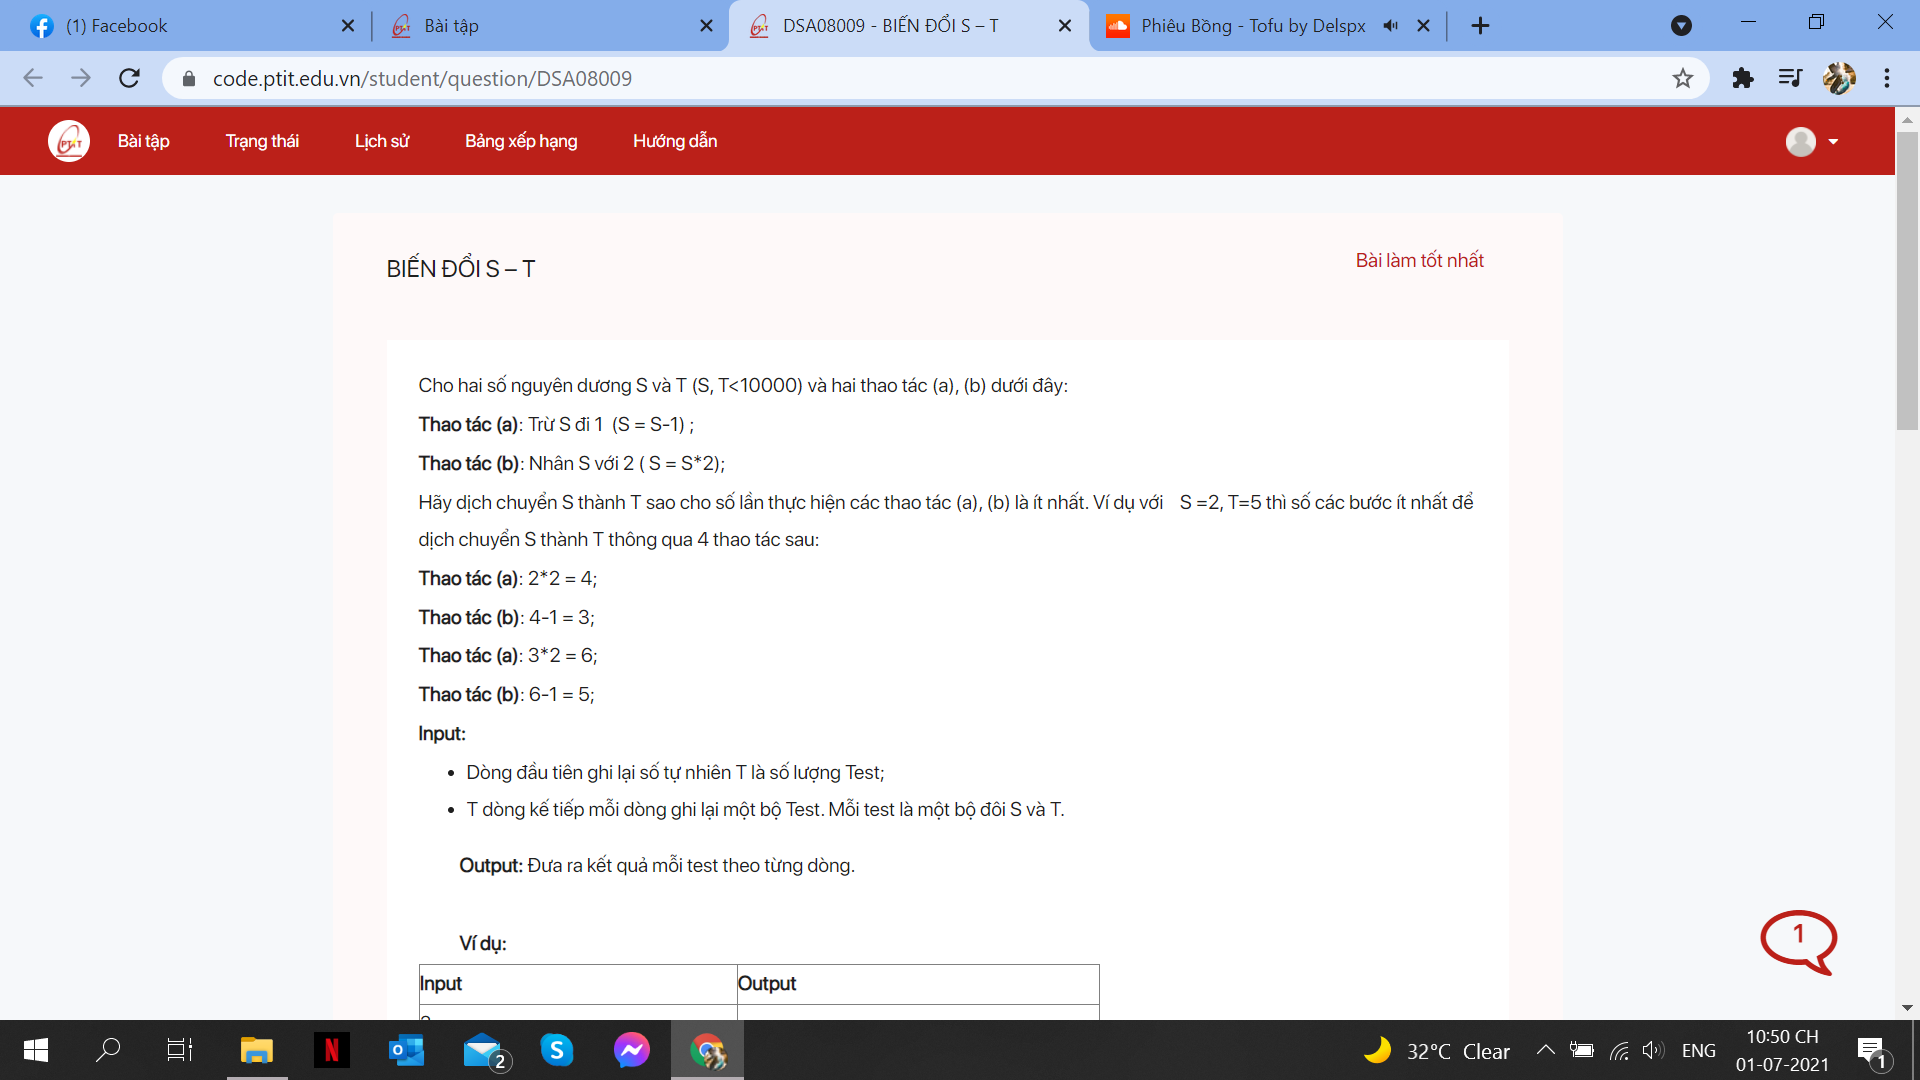 (1) Facebook
Bài tập
DSA08009 - BIẾN ĐỔI S – T
Phiêu Bồng - Tofu by Delspx
code.ptit.edu.vn/student/question/DSA08009
PTIT
Bài tập
Trạng thái
Lịch sử
Bảng xếp hạng
Hướng dẫn
BIẾN ĐỔI S – T
Bài làm tốt nhất
Cho hai số nguyên dương S và T (S, T<10000) và hai thao tác (a), (b) dưới đây:
Thao tác (a): Trừ S đi 1 (S = S-1) ;
Thao tác (b): Nhân S với 2 ( S = S*2);
Hãy dịch chuyển S thành T sao cho số lần thực hiện các thao tác (a), (b) là ít nhất. Ví dụ với S =2, T=5 thì số các bước ít nhất để
dịch chuyển S thành T thông qua 4 thao tác sau:
Thao tác (a): 2*2 = 4;
Thao tác (b): 4-1 = 3;
Thao tác (a): 3*2 = 6;
Thao tác (b): 6-1 = 5;
Input:
• Dòng đầu tiên ghi lại số tự nhiên T là số lượng Test;
• T dòng kế tiếp mỗi dòng ghi lại một bộ Test. Mỗi test là một bộ đôi S và T.
Output: Đưa ra kết quả mỗi test theo từng dòng.
Ví dụ:
Input
Output
1
2
32°C Clear
ENG
10:50 CH
01-07-2021
1